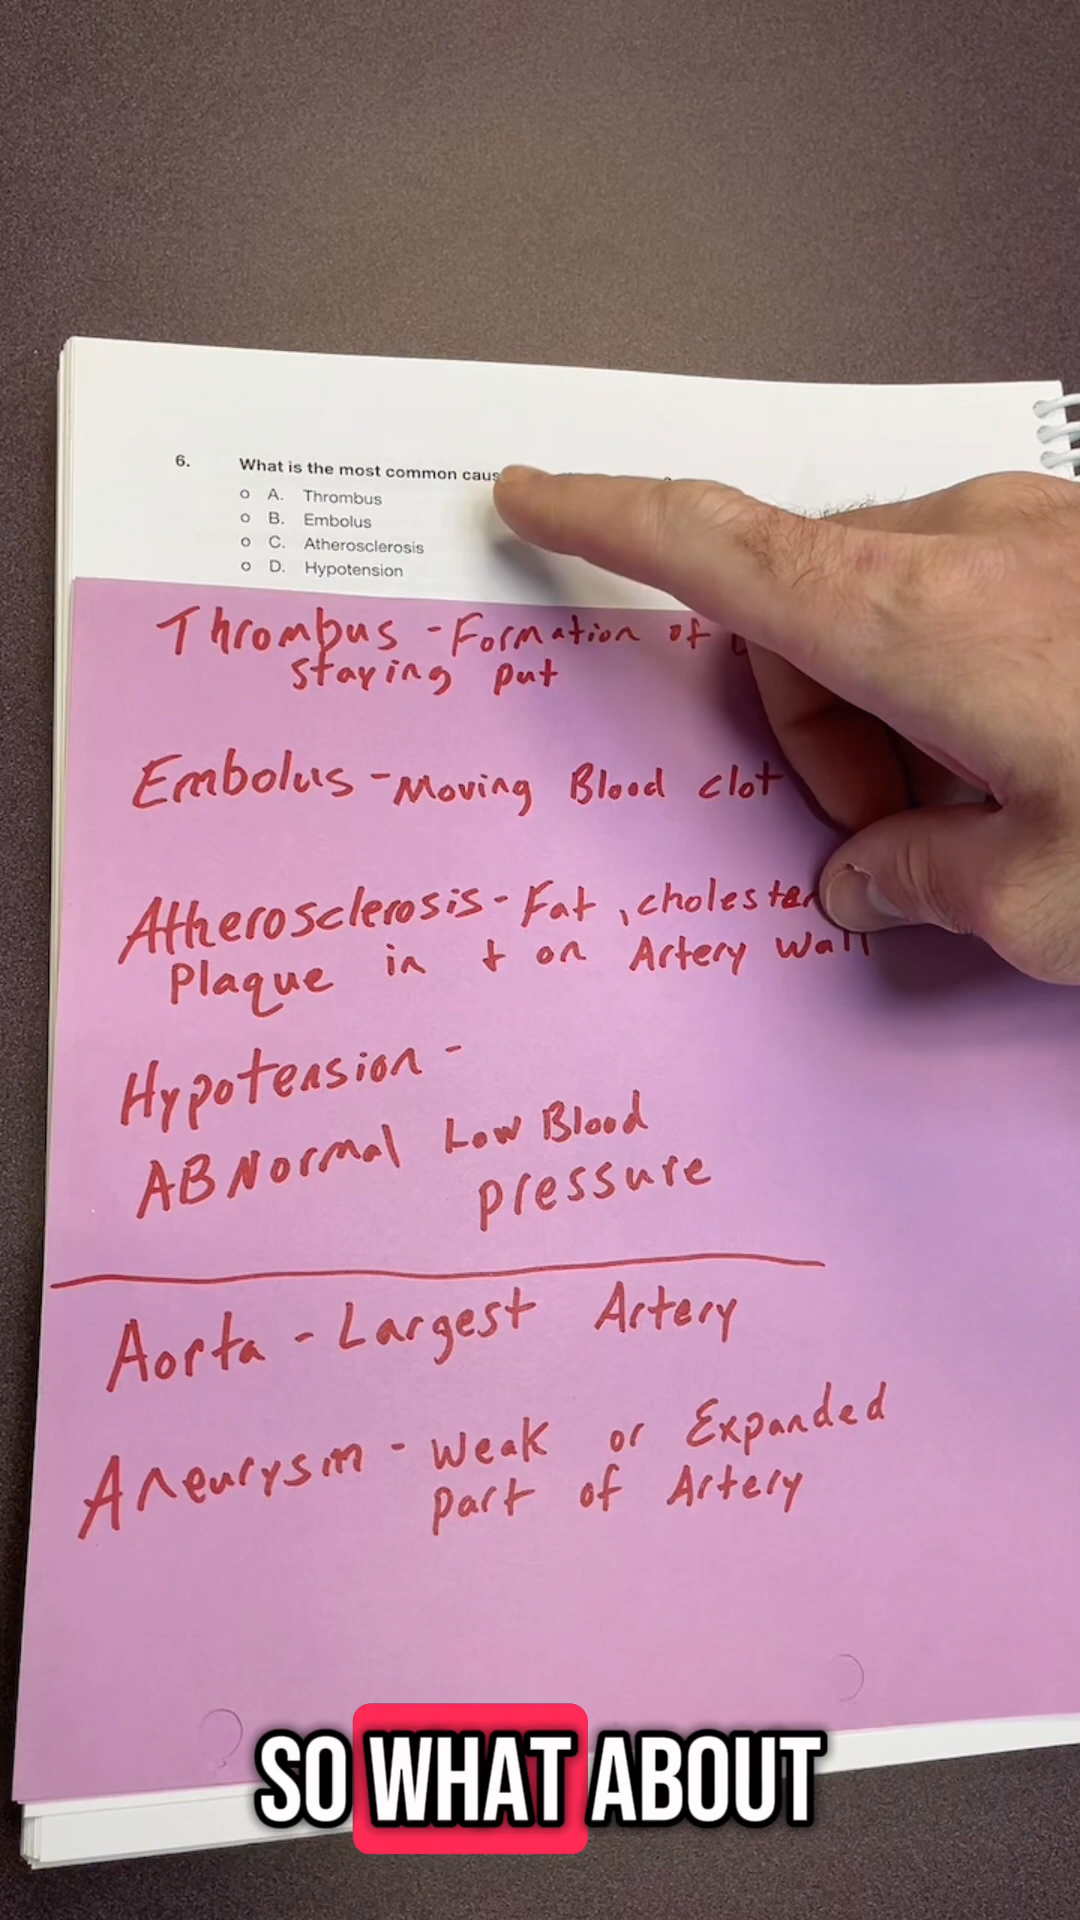 6. What is the most common
o A. Thrombus
o B. Embolus
o C. Atherosclerosis
o D. Hypotension
Thrombus - Formation of
staying put
Embolus - Moving Blood clot
Atherosclerosis - Fat, cholester
Plaque in + on Artery Wall
Hypotension -
ABNormal Low Blood
pressure
Aorta - Largest Artery
Aneurysm - Weak or Expanded
part of Artery
SO WHAT ABOUT